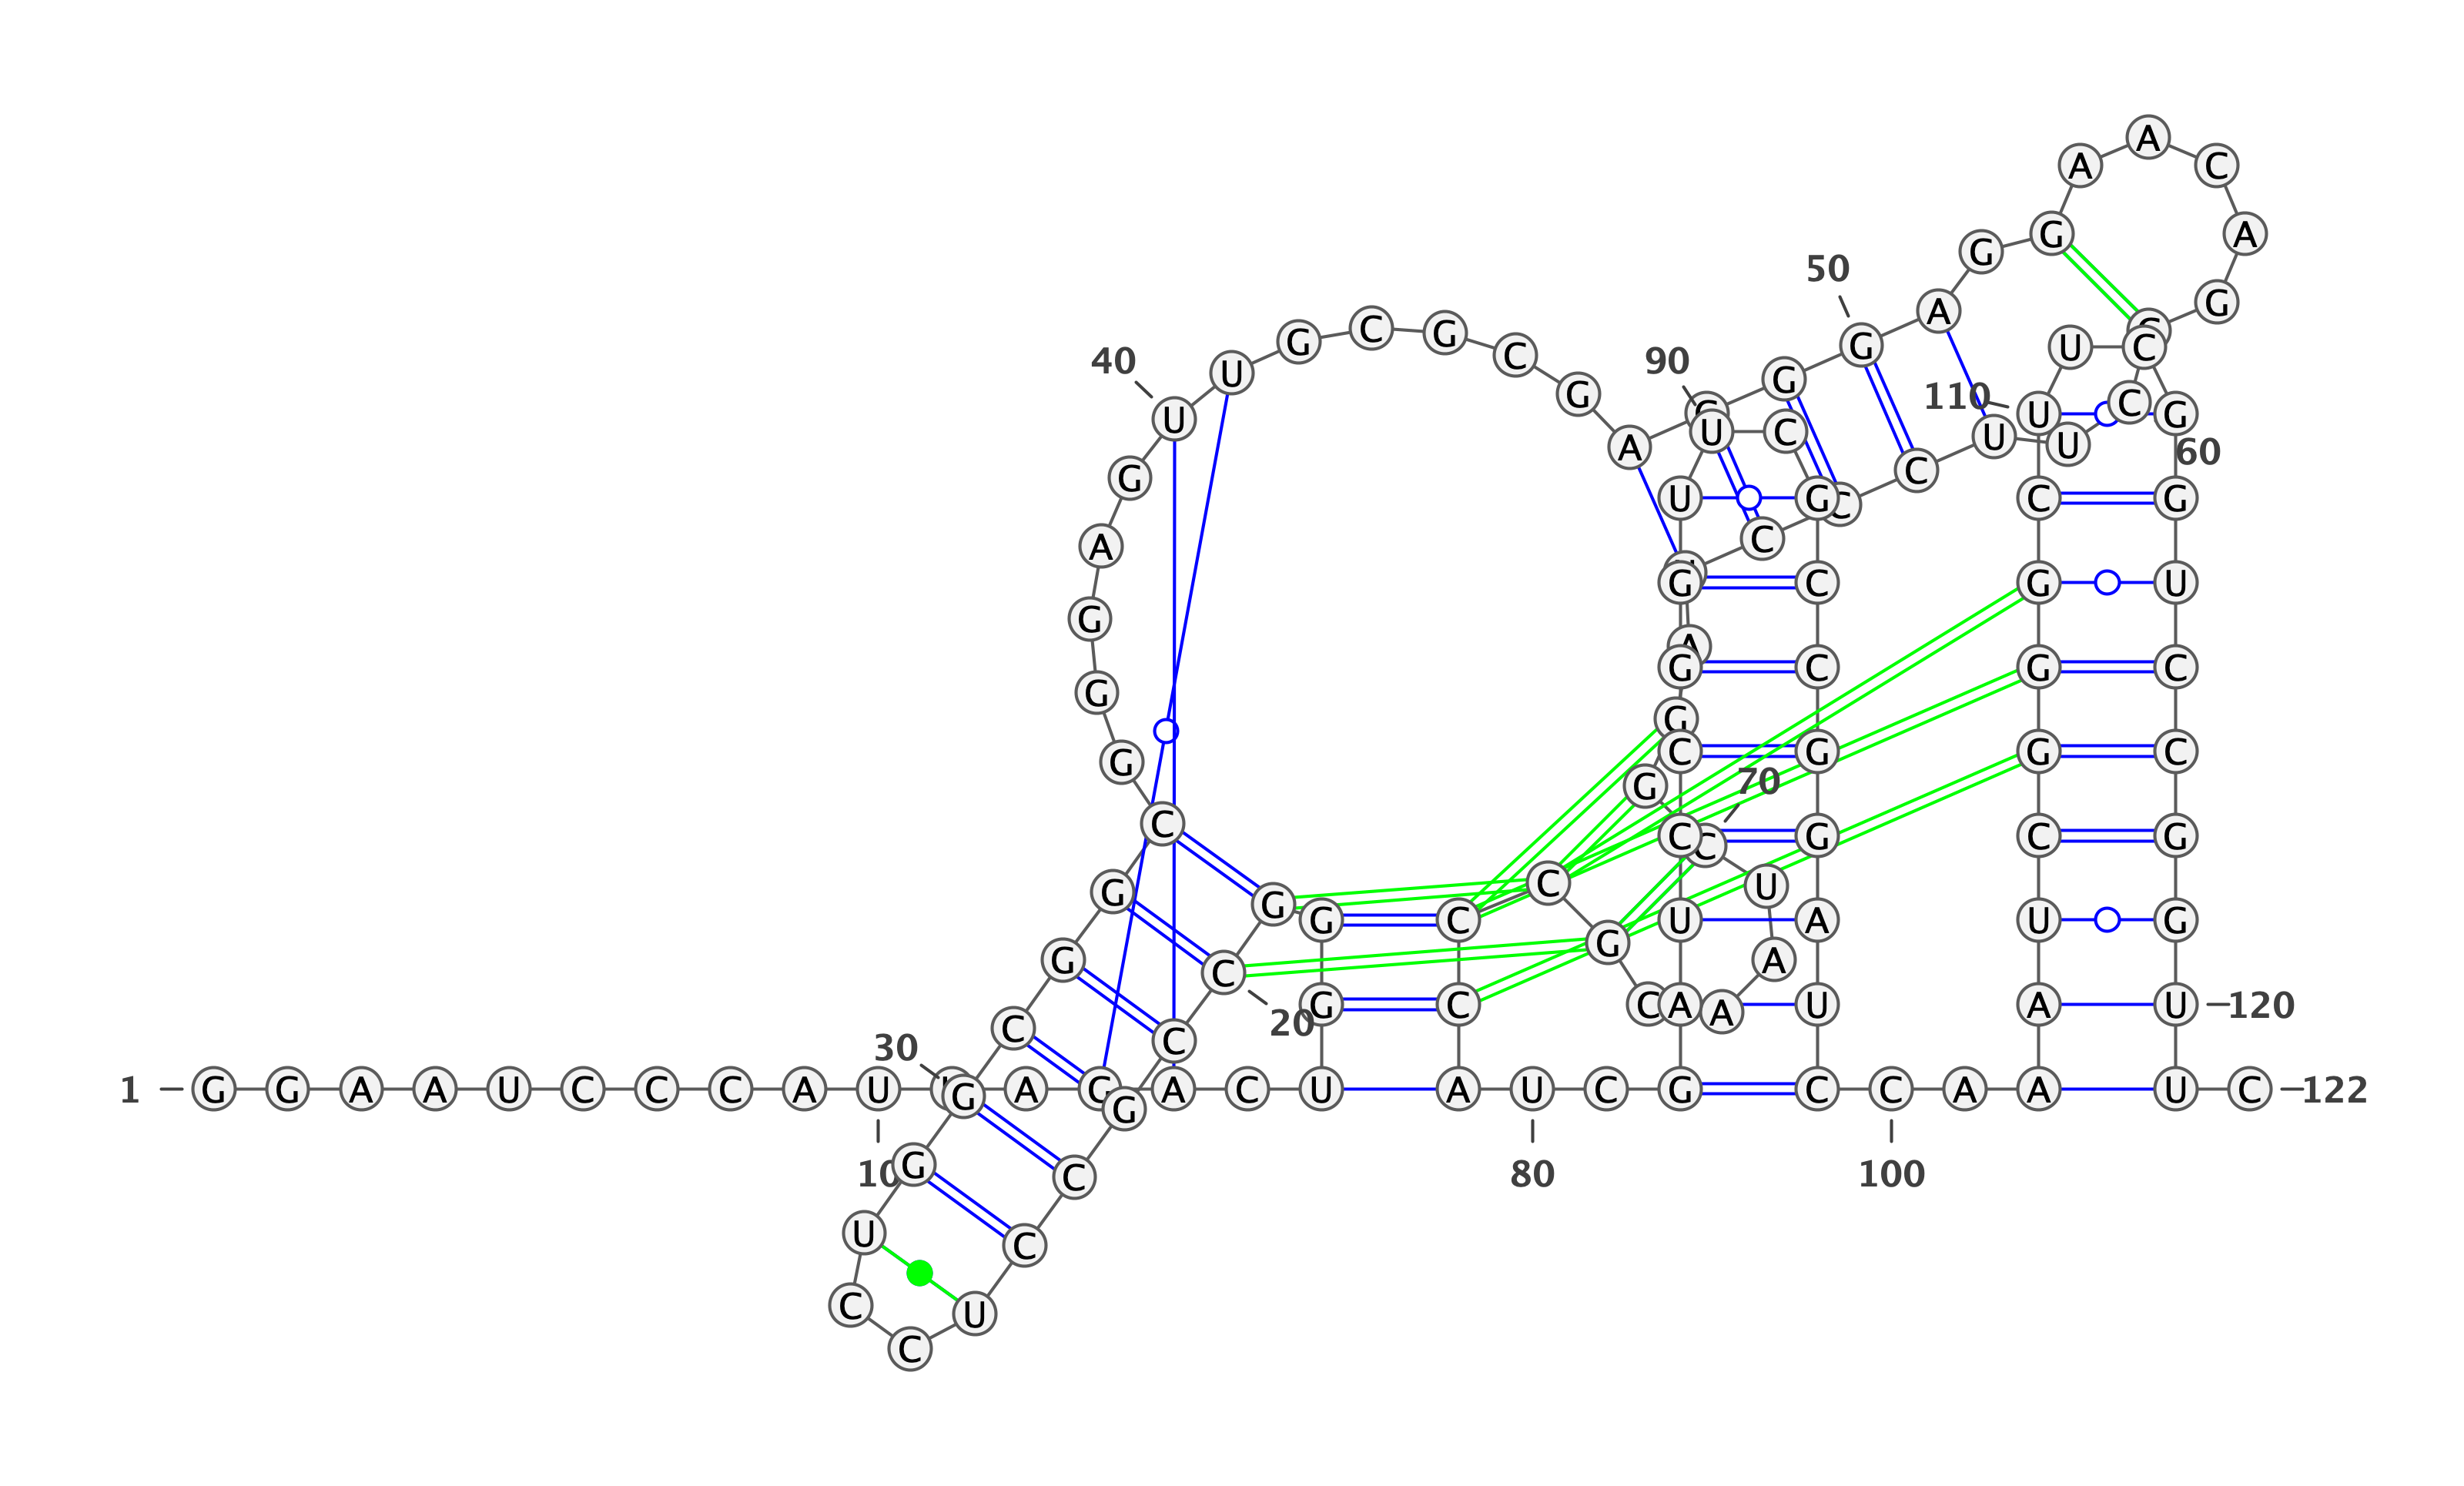 A
A C
G A
G
50
G
A
G C G C G U C
40 90
U G
G 110 C
U U G
A U C U U 60
C
G U G C C G
A C
G C G U
G
G G C G C
G G
G C G G C
G 70
C C C G C G
G U
G C
G G C U A U G
G C G A
C G C C A A U A U 120
C 20
30 C
1 G G A A U C C C A U G A G A C U A U C G C C A A U C 122
10 G C 80 100
U C
C U
C